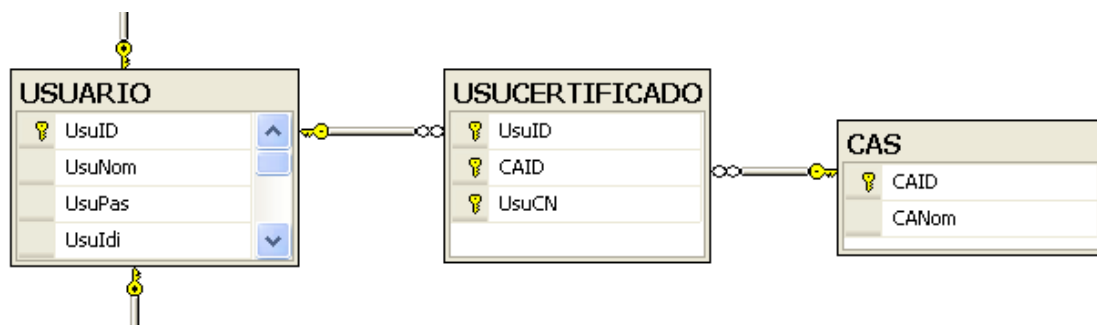 USUARIO
UsuID
UsuNom
UsuPas
UsuIdi
USUCERTIFICADO
UsuID
CAID
UsuCN
CAS
CAID
CANom